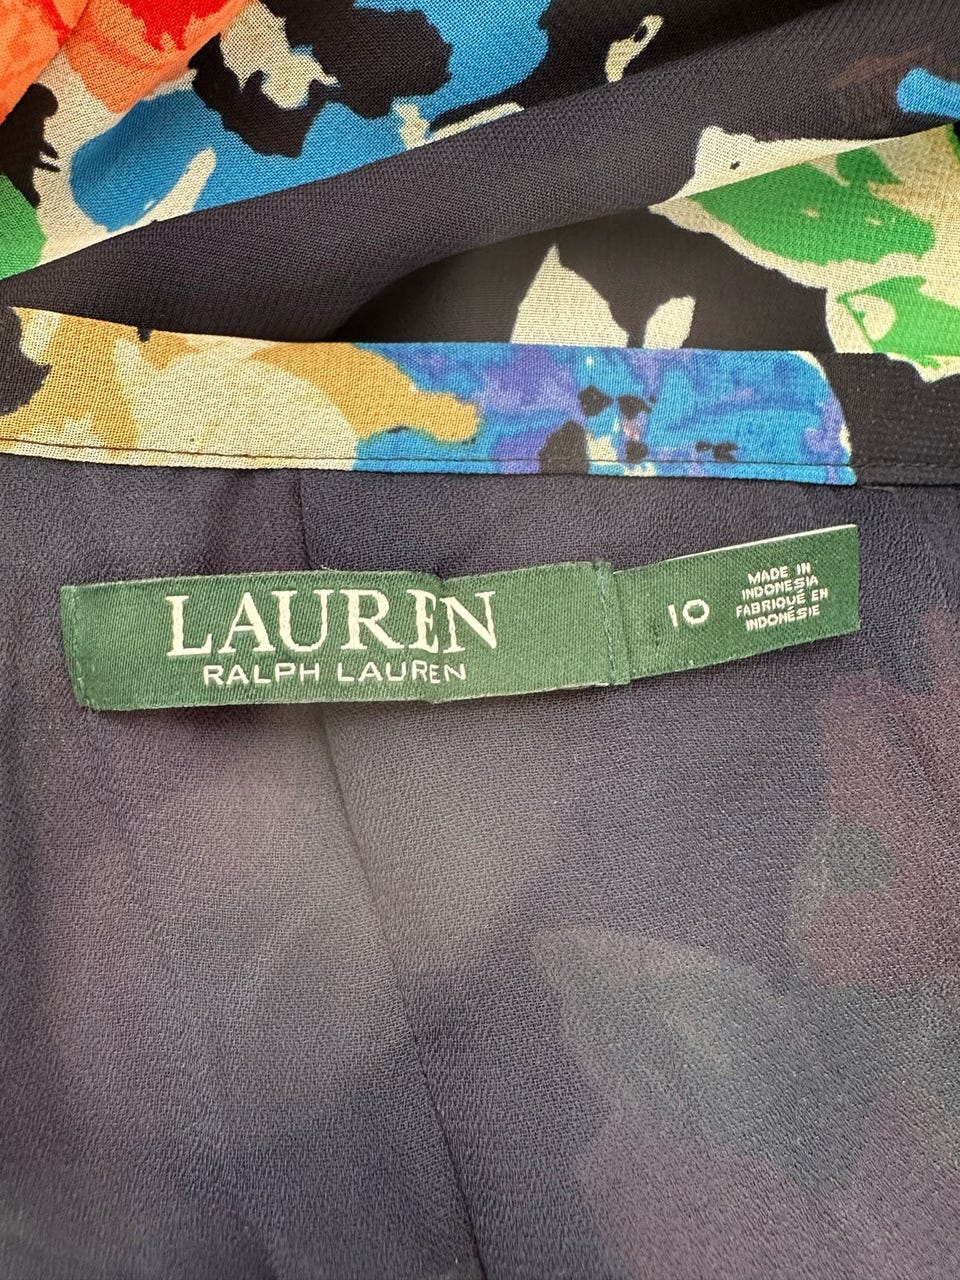 LAUREN
RALPH LAUREN
10
MADE IN
INDONESIA
FABRIQUÉ EN
INDONÉSIE